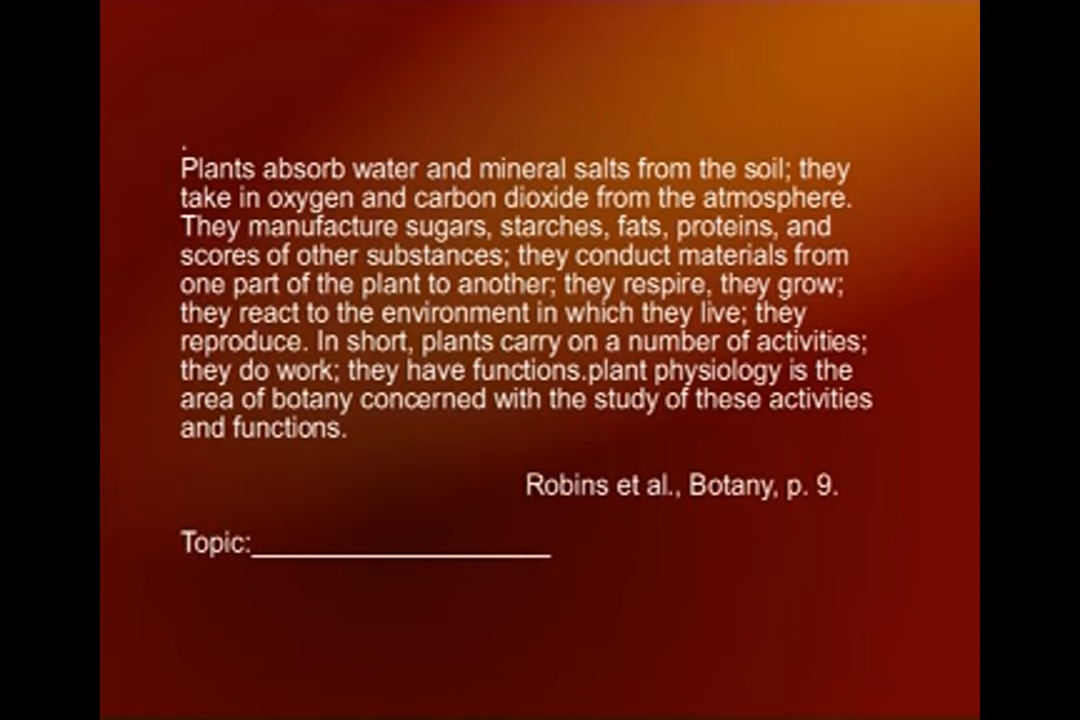 .
Plants absorb water and mineral salts from the soil; they
take in oxygen and carbon dioxide from the atmosphere.
They manufacture sugars, starches, fats, proteins, and
scores of other substances; they conduct materials from
one part of the plant to another; they respire, they grow;
they react to the environment in which they live; they
reproduce. In short, plants carry on a number of activities;
they do work; they have functions.plant physiology is the
area of botany concerned with the study of these activities
and functions.
Robins et al., Botany, p. 9.
Topic:____________________